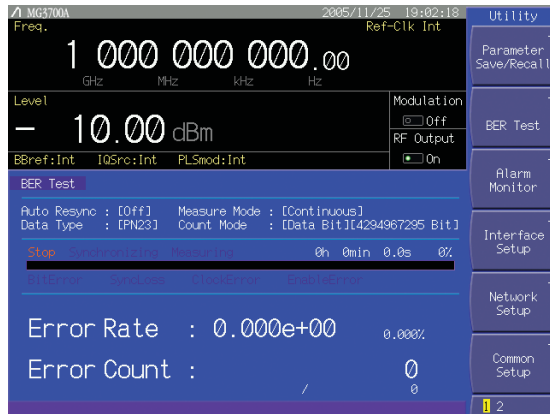 MG3700A 2005/11/25 19:02:18
Freq. Ref-Clk Int
1 000 000 000.00
GHz MHz kHz Hz
Level
- 10.00 dBm
Modulation
Off
RF Output
On
BBref:Int IQSrc:Int PLSmod:Int
BER Test
Auto Resync : [Off] Measure Mode : [Continuous]
Data Type : [PN23] Count Mode : [Data Bit][4294967295 Bit]
Stop Synchronizing Measuring 0h 0min 0.0s 0%
BitError SyncLoss ClockError EnableError
Error Rate : 0.000e+00 0.000%
Error Count : 0
/ 0
Utility
Parameter
Save/Recall
BER Test
Alarm
Monitor
Interface
Setup
Network
Setup
Common
Setup
1 2